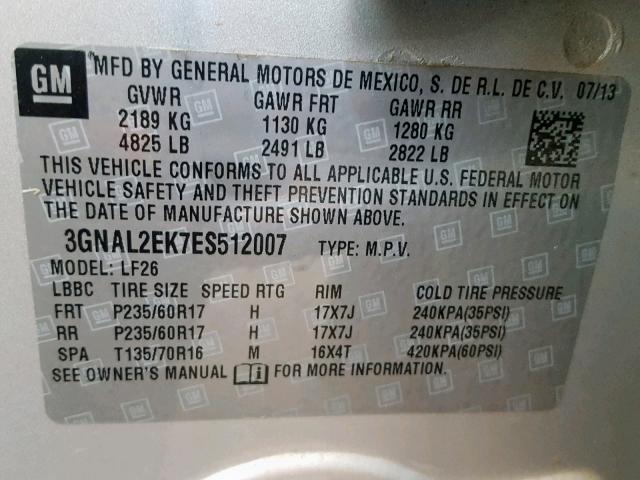 GM MFD BY GENERAL MOTORS DE MEXICO, S. DE R.L. DE C.V. 07/13
GVWR GAWR FRT GAWR RR
2189 KG 1130 KG 1280 KG
4825 LB 2491 LB 2822 LB
THIS VEHICLE CONFORMS TO ALL APPLICABLE U.S. FEDERAL MOTOR
VEHICLE SAFETY AND THEFT PREVENTION STANDARDS IN EFFECT ON
THE DATE OF MANUFACTURE SHOWN ABOVE.
3GNAL2EK7ES512007 TYPE: M.P.V.
MODEL: LF26
LBBC TIRE SIZE SPEED RTG RIM COLD TIRE PRESSURE
FRT P235/60R17 H 17X7J 240KPA(35PSI)
RR P235/60R17 H 17X7J 240KPA(35PSI)
SPA T135/70R16 M 16X4T 420KPA(60PSI)
SEE OWNER'S MANUAL FOR MORE INFORMATION.